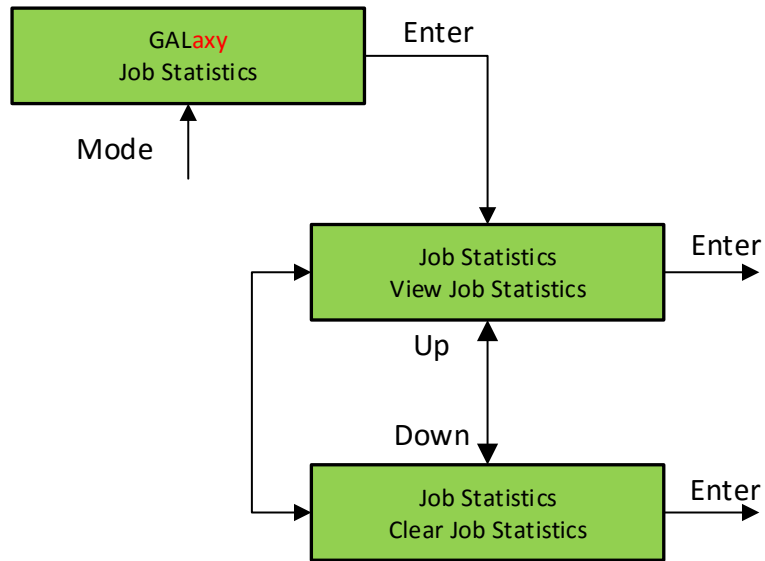 GALaxy
Job Statistics
Enter
Mode
Job Statistics
View Job Statistics
Enter
Up
Down
Job Statistics
Clear Job Statistics
Enter